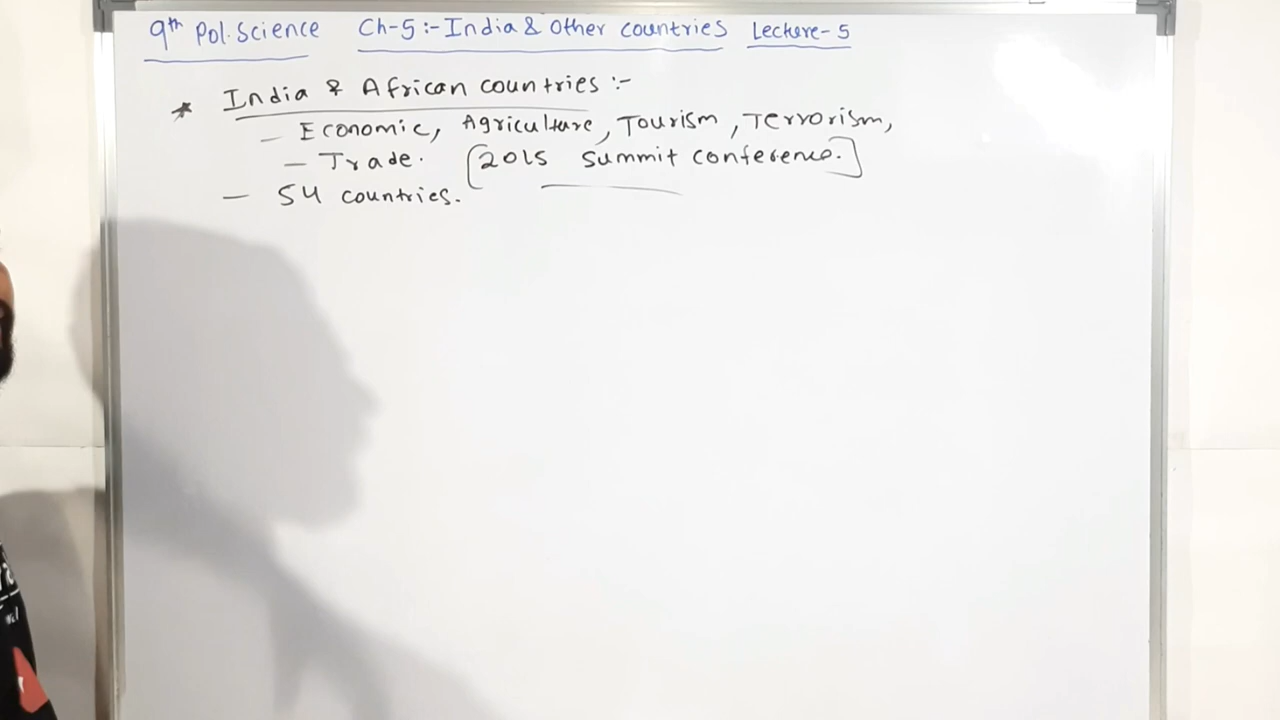 9th Pol. Science Ch-5:- India & Other countries Lecture-5
* India & African countries :-
- Economic, Agriculture, Tourism, Terrorism,
- Trade. [2015 Summit conference.]
- 54 countries.